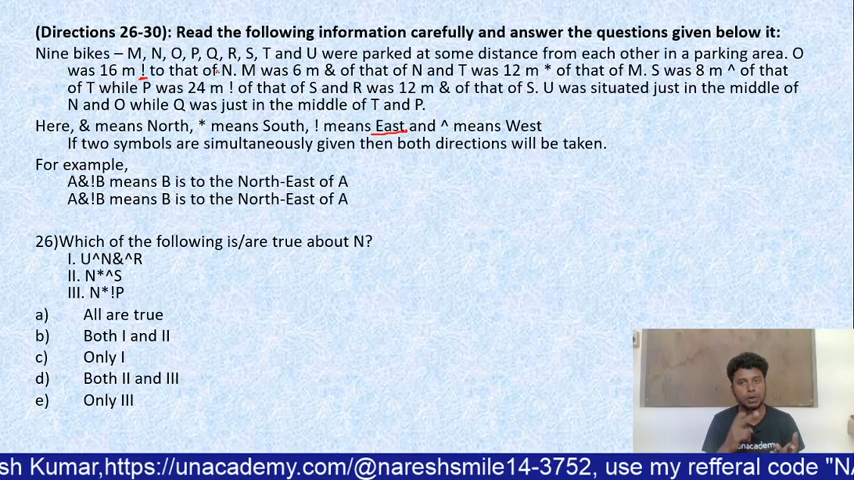 (Directions 26-30): Read the following information carefully and answer the questions given below it:
Nine bikes – M, N, O, P, Q, R, S, T and U were parked at some distance from each other in a parking area. O
was 16 m ! to that of N. M was 6 m & of that of N and T was 12 m * of that of M. S was 8 m ^ of that
of T while P was 24 m ! of that of S and R was 12 m & of that of S. U was situated just in the middle of
N and O while Q was just in the middle of T and P.
Here, & means North, * means South, ! means East and ^ means West
If two symbols are simultaneously given then both directions will be taken.
For example,
A&!B means B is to the North-East of A
A&!B means B is to the North-East of A
26)Which of the following is/are true about N?
I. U^N&^R
II. N*^S
III. N*!P
a) All are true
b) Both I and II
c) Only I
d) Both II and III
e) Only III
unacademy
sh Kumar,https://unacademy.com/@nareshsmile14-3752, use my refferal code "NA